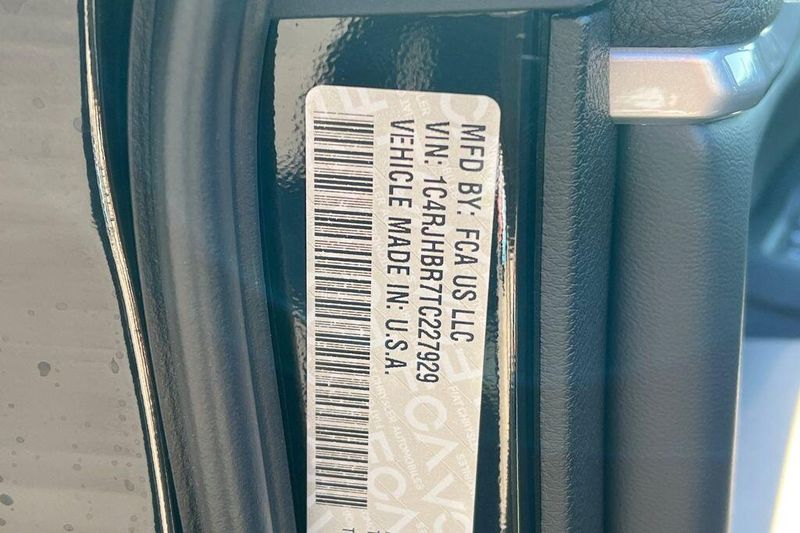 MFD BY: FCA US LLC
VIN: 1C4RJHBR7TC227929
VEHICLE MADE IN: U.S.A.